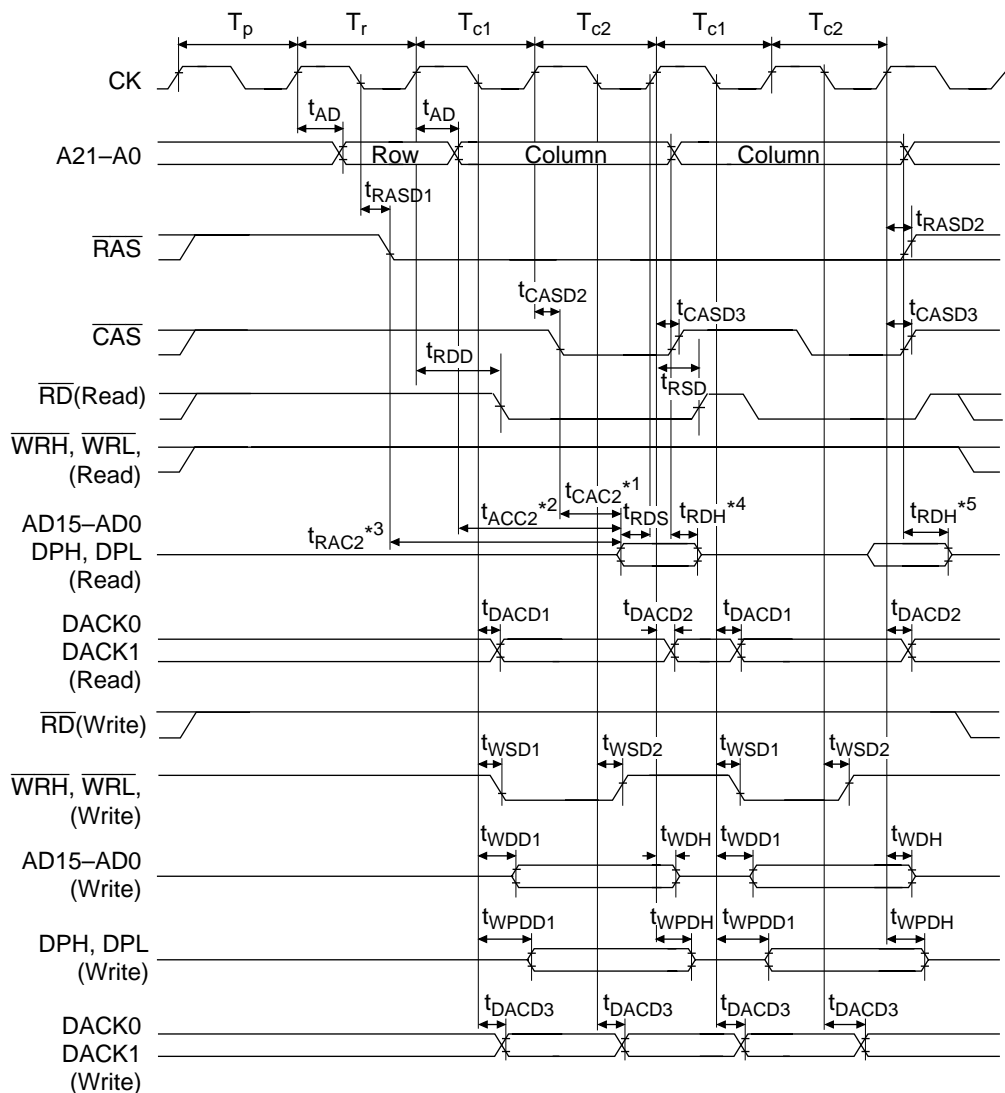 Tp Tr Tc1 Tc2 Tc1 Tc2
CK
tAD tAD
A21–A0 Row Column Column
tRASD1
RAS tRASD2
tCASD2 tCASD3 tCASD3
CAS
tRDD tRSD
RD(Read)
WRH, WRL,
(Read)
tCAC2*1
AD15–AD0 tACC2*2 tRDS tRDH*4 tRDH*5
DPH, DPL tRAC2*3
(Read)
DACK0 tDACD1 tDACD2 tDACD1 tDACD2
DACK1
(Read)
RD(Write)
tWSD1 tWSD2 tWSD1 tWSD2
WRH, WRL,
(Write)
tWDD1 tWDH tWDD1 tWDH
AD15–AD0
(Write)
tWPDD1 tWPDH tWPDD1 tWPDH
DPH, DPL
(Write)
tDACD3 tDACD3 tDACD3 tDACD3
DACK0
DACK1
(Write)